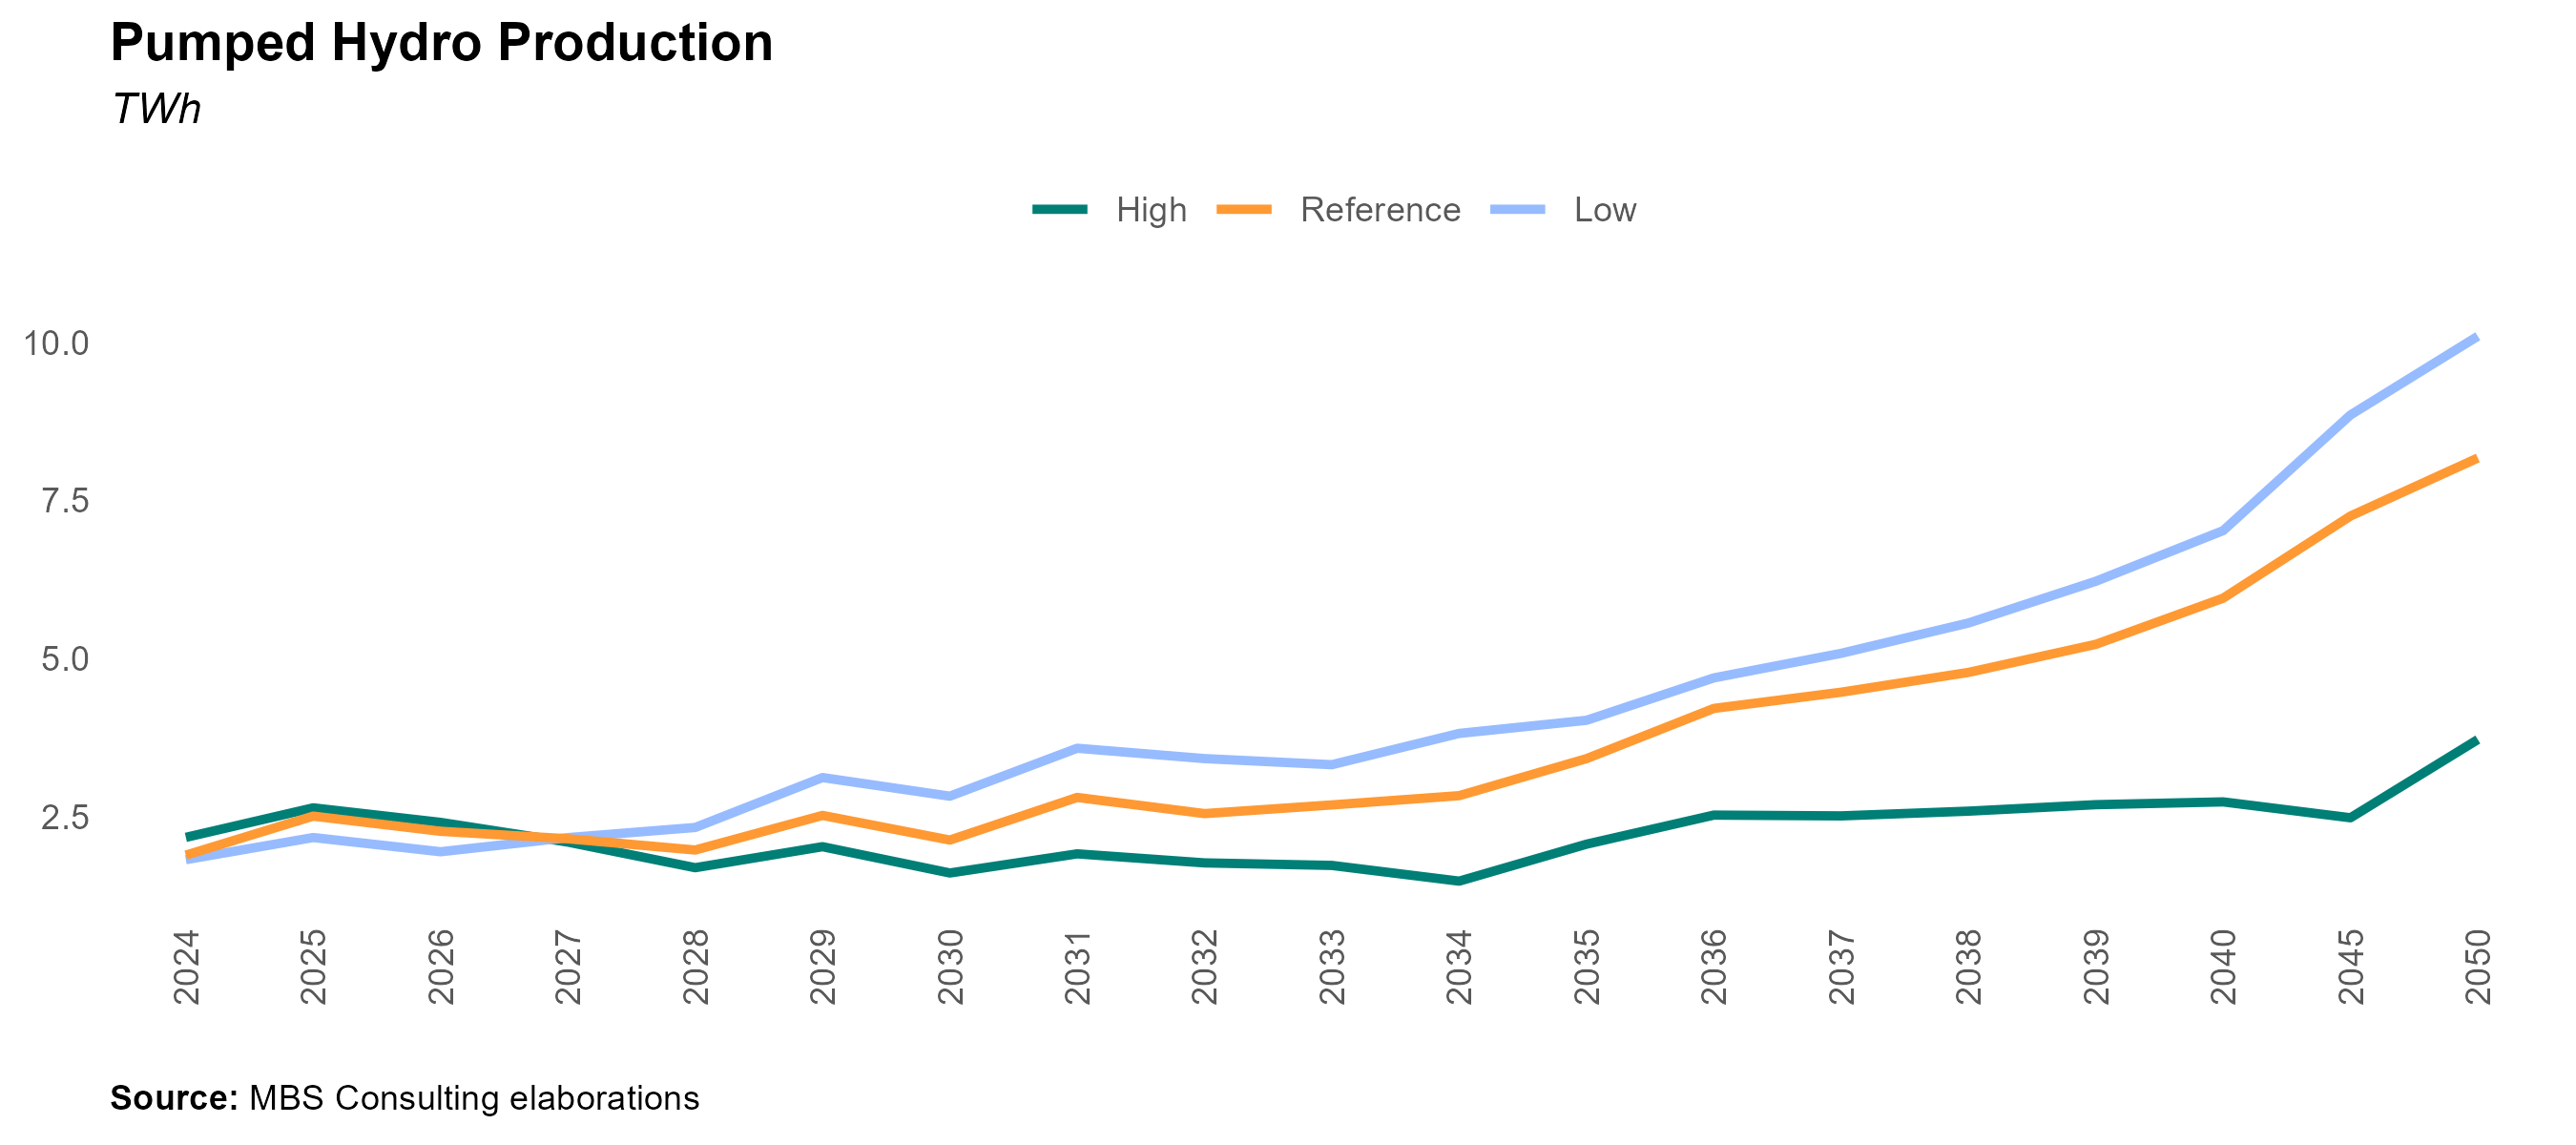 Pumped Hydro Production
TWh
High Reference Low
10.0
7.5
5.0
2.5
2024 2025 2026 2027 2028 2029 2030 2031 2032 2033 2034 2035 2036 2037 2038 2039 2040 2045 2050
Source: MBS Consulting elaborations